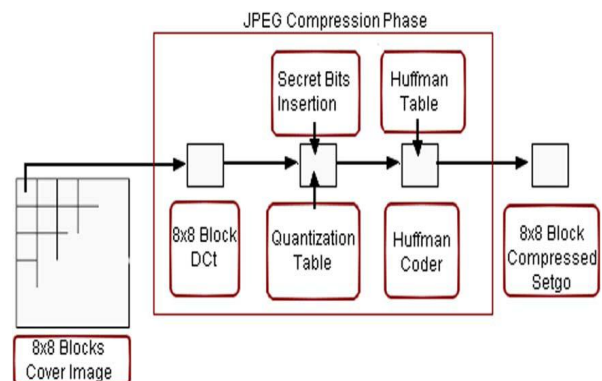 JPEG Compression Phase
Secret Bits
Insertion
Huffman
Table
8x8 Block
DCt
Quantization
Table
Huffman
Coder
8x8 Block
Compressed
Setgo
8x8 Blocks
Cover Image